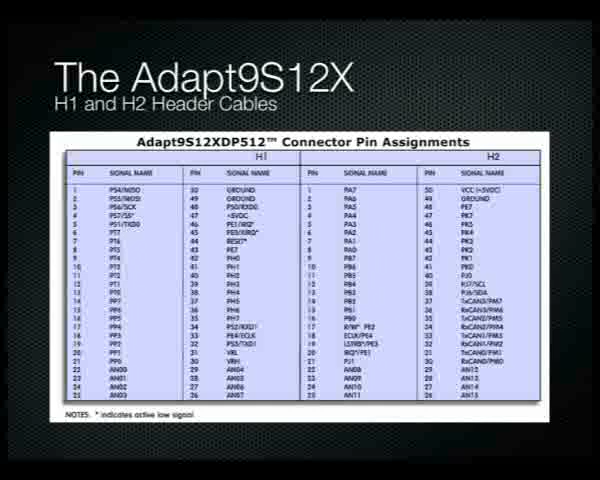 The Adapt9S12X
H1 and H2 Header Cables
Adapt9S12XDP512™ Connector Pin Assignments
H1 H2
PIN SIGNAL NAME PIN SIGNAL NAME PIN SIGNAL NAME PIN SIGNAL NAME
1 PS4/MISO 50 GROUND 1 PA7 50 VCC (+5VDC)
2 PS5/MOSI 49 GROUND 2 PA6 49 GROUND
3 PS6/SCK 48 PS0/RXD0 3 PA5 48 PE7
4 PS7/SS* 47 +5VDC 4 PA4 47 PK7
5 PS1/TXD0 46 PE1/IRQ* 5 PA3 46 PK5
6 PT7 45 PE0/XIRQ* 6 PA2 45 PK4
7 PT6 44 RESET* 7 PA1 44 PK3
8 PT5 43 PE7 8 PA0 43 PK2
9 PT4 42 PH0 9 PB7 42 PK1
10 PT3 41 PH1 10 PB6 41 PK0
11 PT2 40 PH2 11 PB5 40 PJ0
12 PT1 39 PH3 12 PB4 39 PJ7/SCL
13 PT0 38 PH4 13 PB3 38 PJ6/SDA
14 PP7 37 PH5 14 PB2 37 TxCAN3/PM7
15 PP6 36 PH6 15 PB1 36 RxCAN3/PM6
16 PP5 35 PH7 16 PB0 35 TxCAN2/PM5
17 PP4 34 PS2/RXD1 17 R/W* PE2 34 RxCAN2/PM4
18 PP3 33 PE4/ECLK 18 ECLK/PE4 33 TxCAN1/PM3
19 PP2 32 PS3/TXD1 19 LSTRB*/PE3 32 RxCAN1/PM2
20 PP1 31 VRL 20 IRQ*/PE1 31 TxCAN0/PM1
21 PP0 30 VRH 21 PJ1 30 RxCAN0/PM0
22 AN00 29 AN04 22 AN08 29 AN12
23 AN01 28 AN05 23 AN09 28 AN13
24 AN02 27 AN06 24 AN10 27 AN14
25 AN03 26 AN07 25 AN11 26 AN15
NOTES: * indicates active low signal